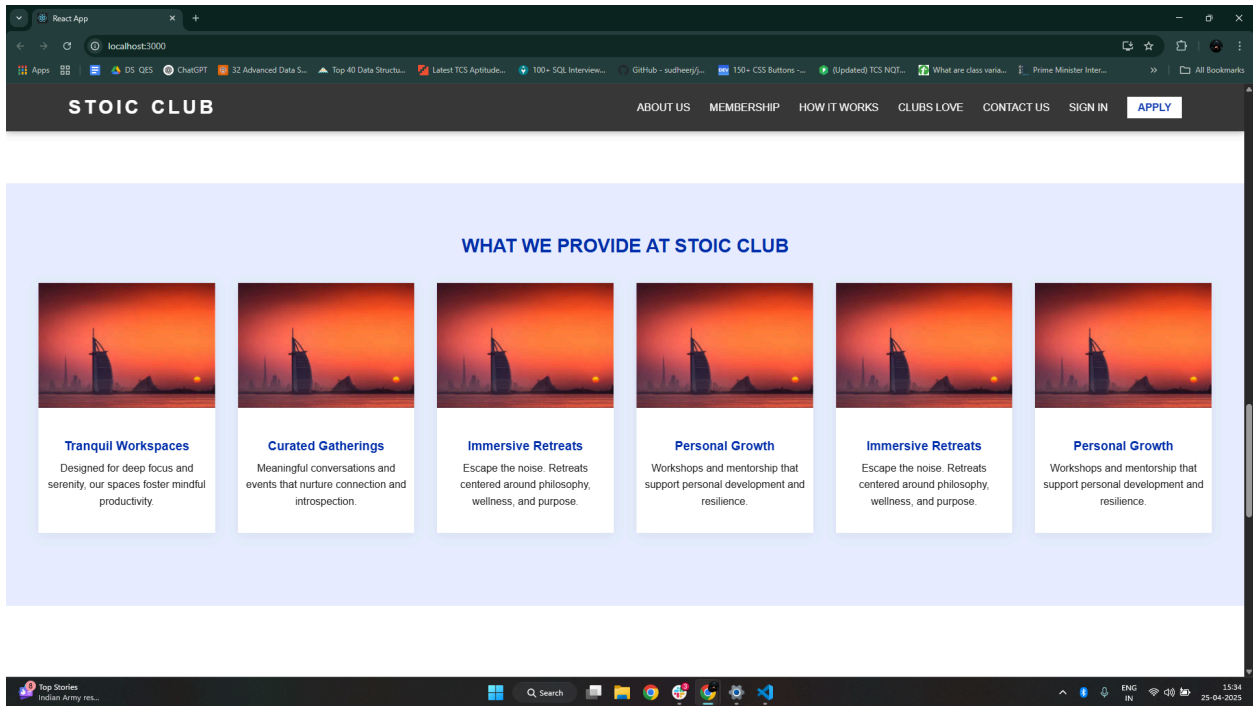 React App
localhost:3000
Apps
DS QES
ChatGPT
32 Advanced Data S...
Top 40 Data Structu...
Latest TCS Aptitude...
100+ SQL Interview...
GitHub - sudheerj/j...
150+ CSS Buttons -...
(Updated) TCS NQT...
What are class varia...
Prime Minister Inter...
All Bookmarks
STOIC CLUB
ABOUT US MEMBERSHIP HOW IT WORKS CLUBS LOVE CONTACT US SIGN IN APPLY
WHAT WE PROVIDE AT STOIC CLUB
Tranquil Workspaces
Designed for deep focus and
serenity, our spaces foster mindful
productivity.
Curated Gatherings
Meaningful conversations and
events that nurture connection and
introspection.
Immersive Retreats
Escape the noise. Retreats
centered around philosophy,
wellness, and purpose.
Personal Growth
Workshops and mentorship that
support personal development and
resilience.
Immersive Retreats
Escape the noise. Retreats
centered around philosophy,
wellness, and purpose.
Personal Growth
Workshops and mentorship that
support personal development and
resilience.
8
Top Stories
Indian Army res...
Search
ENG
IN
15:34
25-04-2025